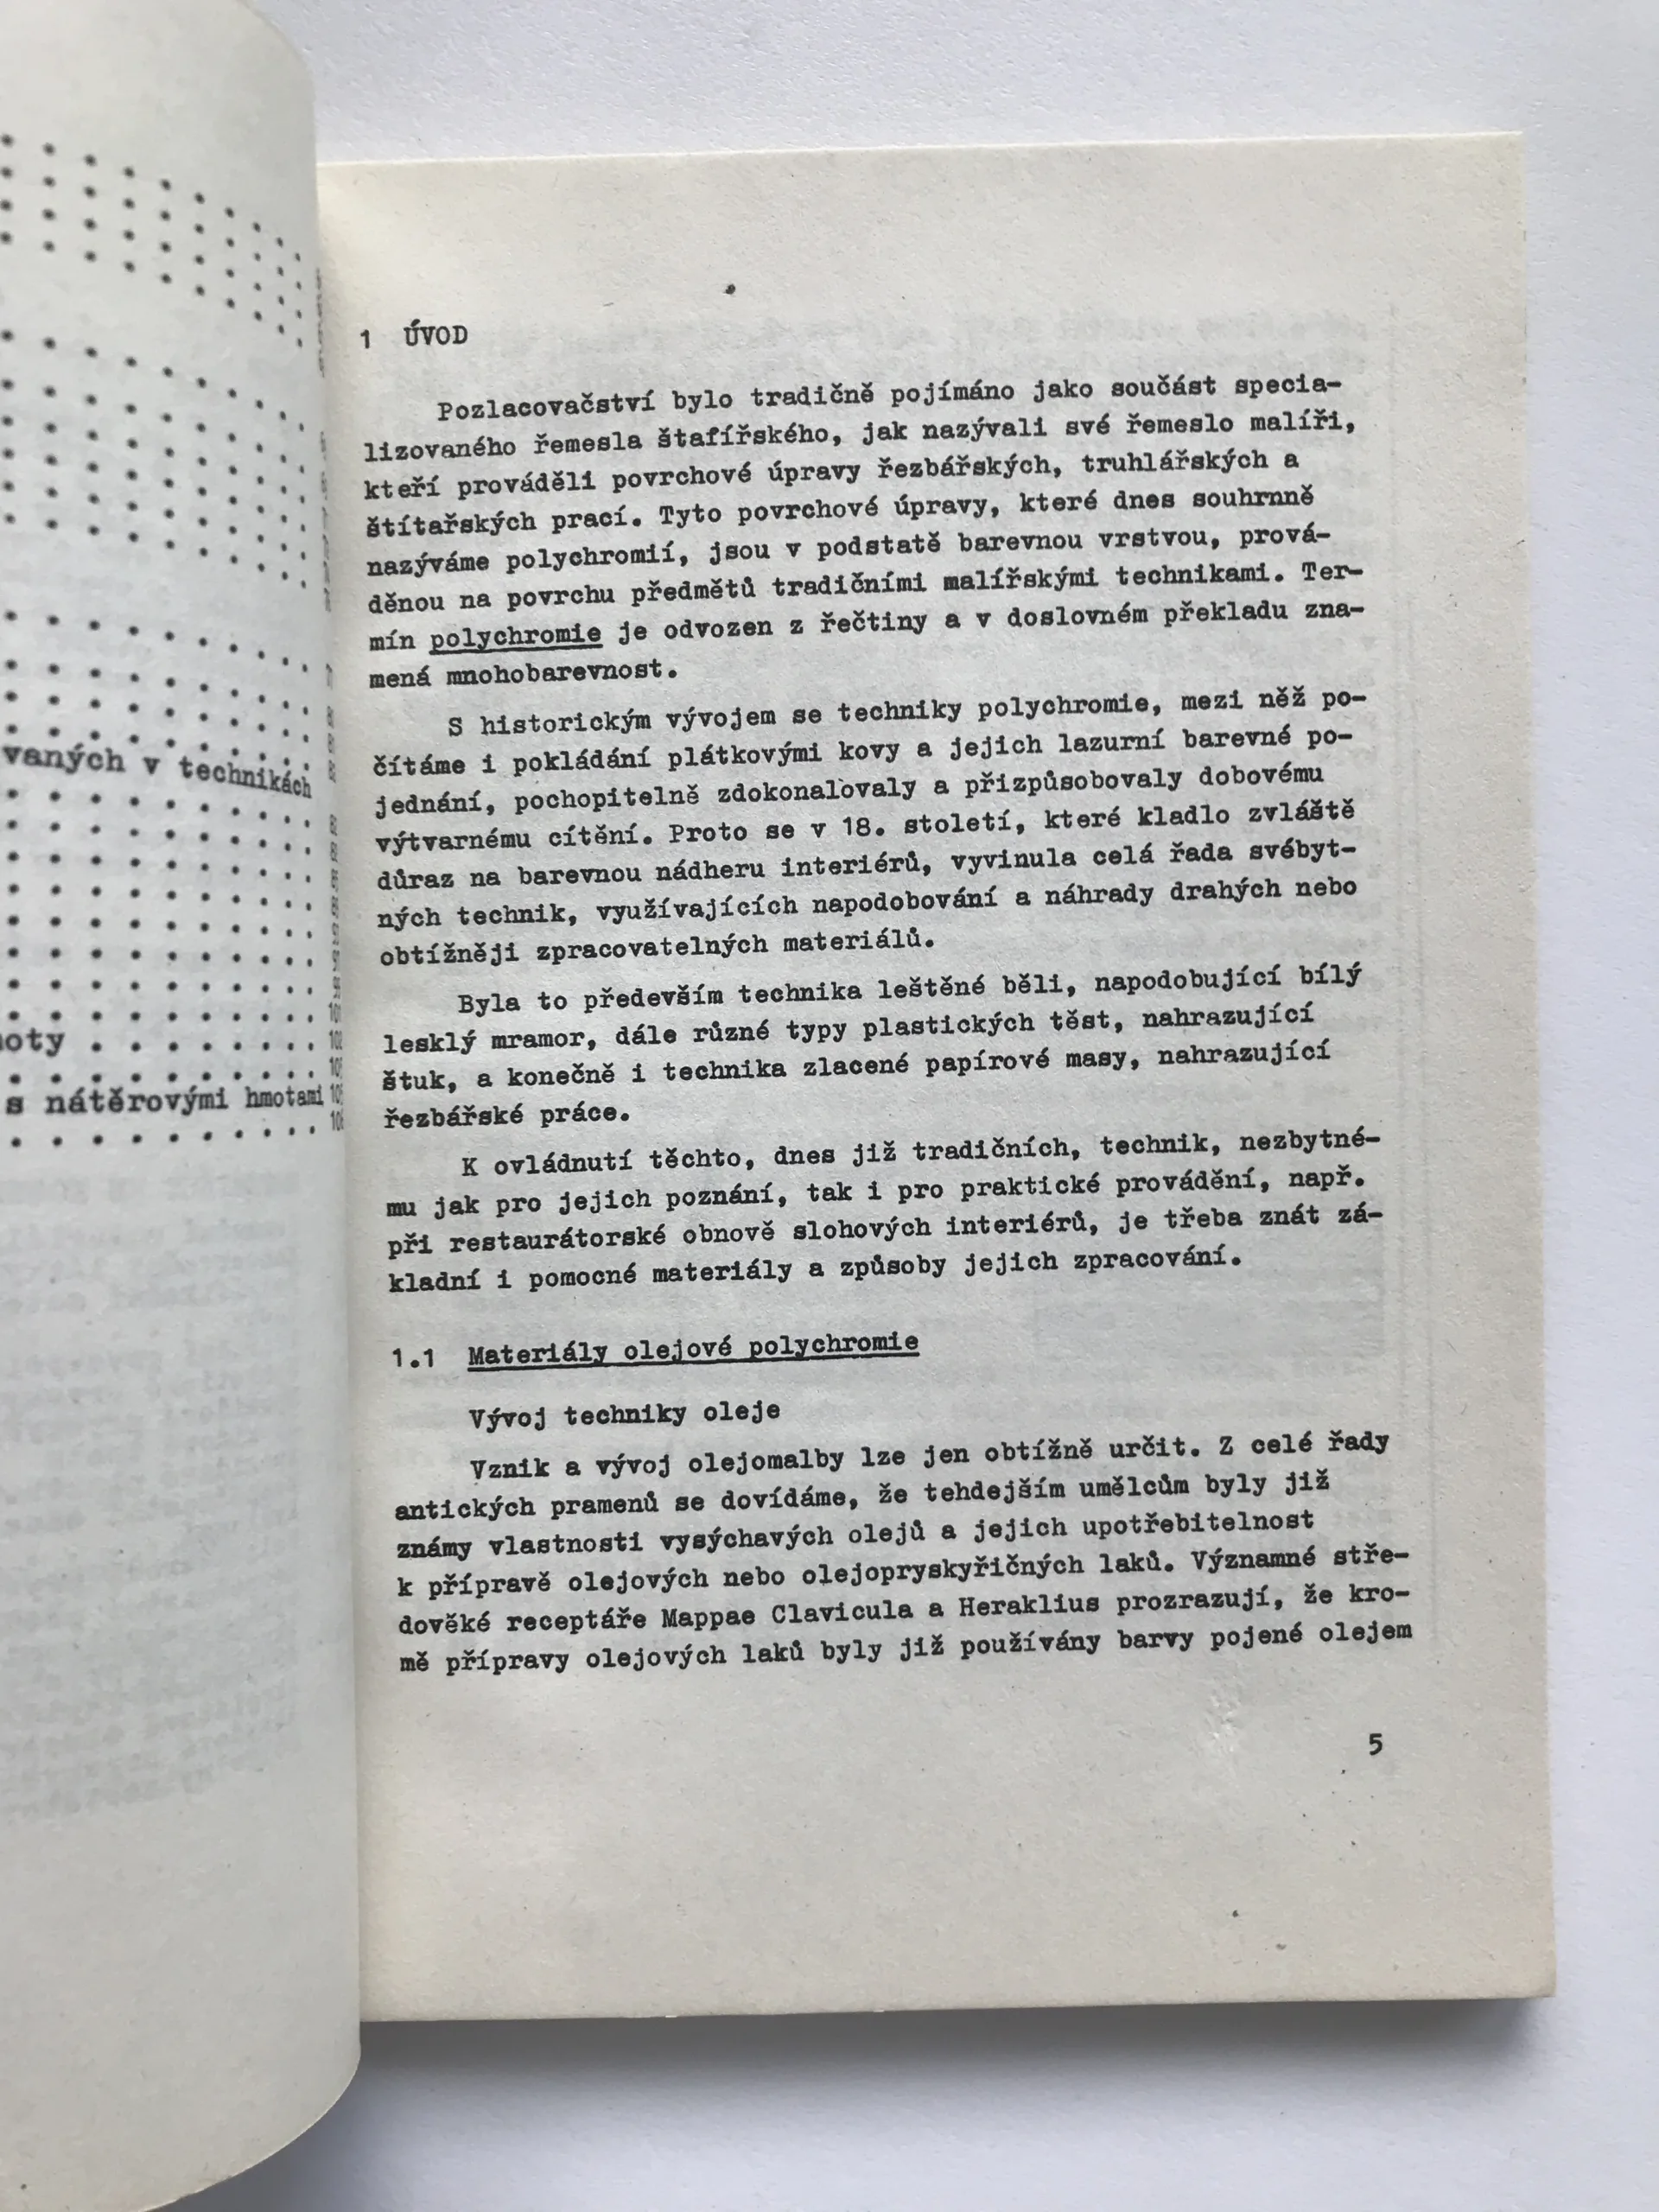 vaných v technikách
hmotami
s nátěrovými
1 ÚVOD
Pozlacovačství bylo tradičně pojímáno jako součást specia-
lizovaného řemesla štafířského, jak nazývali své řemeslo malíři,
kteří prováděli povrchové úpravy řezbářských, truhlářských a
štítařských prací. Tyto povrchové úpravy, které dnes souhrnně
nazýváme polychromií, jsou v podstatě barevnou vrstvou, prová-
děnou na povrchu předmětů tradičními malířskými technikami. Ter-
mín polychromie je odvozen z řečtiny a v doslovném překladu zna-
mená mnohobarevnost.
S historickým vývojem se techniky polychromie, mezi něž po-
čítáme i pokládání plátkovými kovy a jejich lazurní barevné po-
jednání, pochopitelně zdokonalovaly a přizpůsobovaly dobovému
výtvarnému cítění. Proto se v 18. století, které kladlo zvláště
důraz na barevnou nádheru interiérů, vyvinula celá řada svébyt-
ných technik, využívajících napodobování a náhrady drahých nebo
obtížněji zpracovatelných materiálů.
Byla to především technika leštěné běli, napodobující bílý
lesklý mramor, dále různé typy plastických těst, nahrazující
štuk, a konečně i technika zlacené papírové masy, nahrazující
řezbářské práce.
K ovládnutí těchto, dnes již tradičních, technik, nezbytné-
mu jak pro jejich poznání, tak i pro praktické provádění, např.
při restaurátorské obnově slohových interiérů, je třeba znát zá-
kladní i pomocné materiály a způsoby jejich zpracování.
1.1 Materiály olejové polychromie
Vývoj techniky oleje
Vznik a vývoj olejomalby lze jen obtížně určit. Z celé řady
antických pramenů se dovídáme, že tehdejším umělcům byly již
známy vlastnosti vysýchavých olejů a jejich upotřebitelnost
k přípravě olejových nebo olejopryskyřičných laků. Významné stře-
dověké receptáře Mappae Clavicula a Heraklius prozrazují, že kro-
mě přípravy olejových laků byly již používány barvy pojené olejem
5